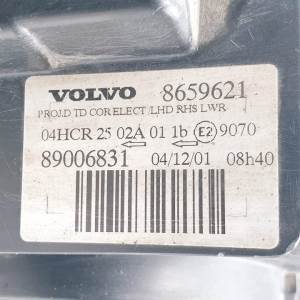 VOLVO 8659621
PROJ.D TD COR ELECT /LHD RHS LWR
04HCR 25 02A 01 1b E2 9070
89006831 04/12/01 08h40